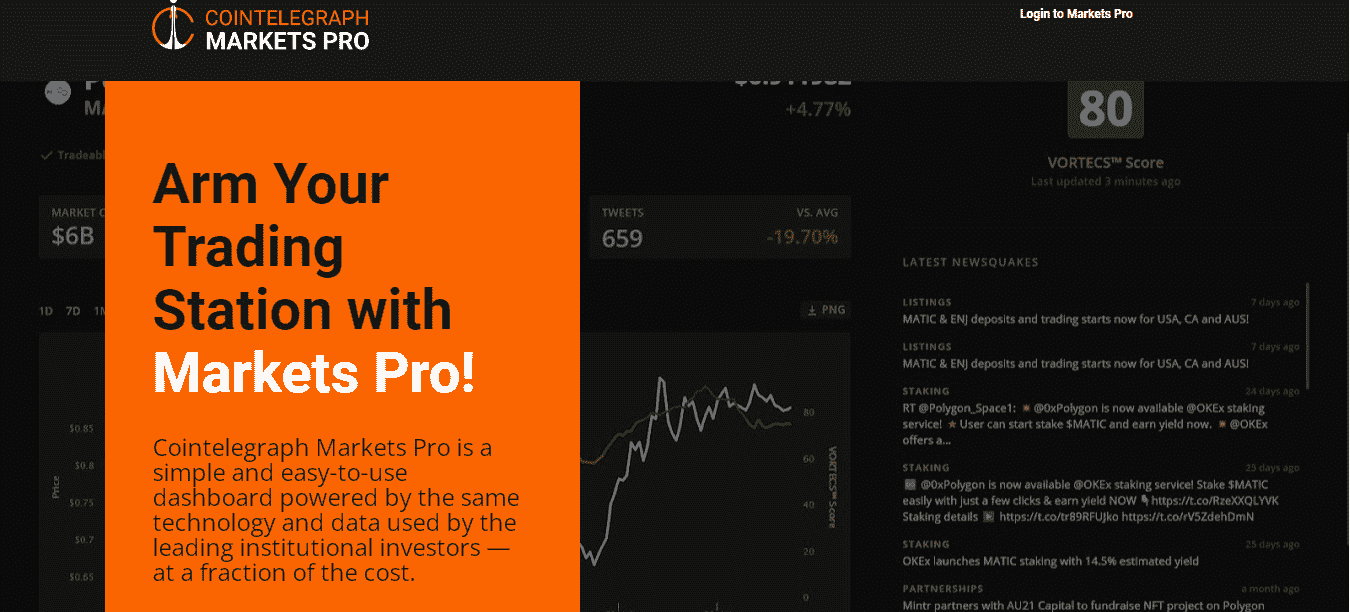 COINTELEGRAPH
MARKETS PRO
Login to Markets Pro
+4.77%
80
VORTECS™ Score
Last updated 3 minutes ago
MARKET
$6B
TWEETS
VS. AVG
659
-19.70%
1D 7D
PNG
Arm Your
Trading
Station with
Markets Pro!
Cointelegraph Markets Pro is a
simple and easy-to-use
dashboard powered by the same
technology and data used by the
leading institutional investors —
at a fraction of the cost.
Price
$0.85
$0.8
$0.75
$0.7
$0.65
80
60
40
20
0
VORTECS™ Score
LATEST NEWSQUAKES
LISTINGS
7 days ago
MATIC & ENJ deposits and trading starts now for USA, CA and AUS!
LISTINGS
7 days ago
MATIC & ENJ deposits and trading starts now for USA, CA and AUS!
STAKING
24 days ago
RT @Polygon_Space1: @0xPolygon is now available @OKEx staking
service! User can start stake $MATIC and earn yield now. @OKEx
offers a...
STAKING
25 days ago
@0xPolygon is now available @OKEx staking service! Stake $MATIC
easily with just a few clicks & earn yield NOW https://t.co/RzeXXQLYVK
Staking details https://t.co/tr89RFUJko https://t.co/rV5ZdehDmN
STAKING
25 days ago
OKEx launches MATIC staking with 14.5% estimated yield
PARTNERSHIPS
a month ago
Mintr partners with AU21 Capital to fundraise NFT project on Polygon